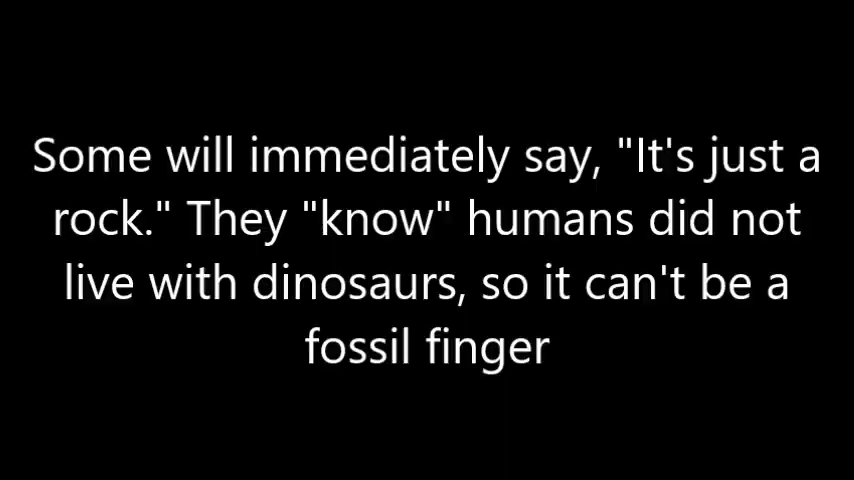 Some will immediately say, "It's just a
rock." They "know" humans did not
live with dinosaurs, so it can't be a
fossil finger